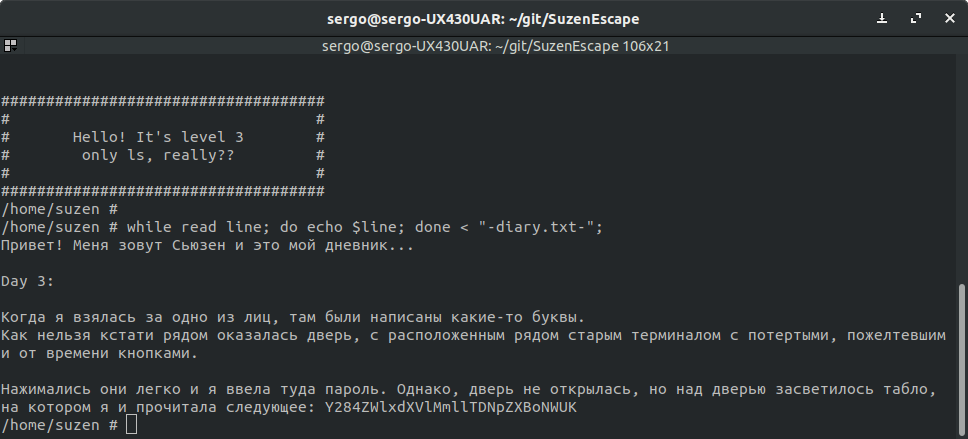 sergo@sergo-UX430UAR: ~/git/SuzenEscape
sergo@sergo-UX430UAR: ~/git/SuzenEscape 106x21
####################################
#                                  #
#       Hello! It's level 3        #
#        only ls, really??         #
#                                  #
####################################
/home/suzen #
/home/suzen # while read line; do echo $line; done < "-diary.txt-";
Привет! Меня зовут Сьюзен и это мой дневник...
Day 3:
Когда я взялась за одно из лиц, там были написаны какие-то буквы.
Как нельзя кстати рядом оказалась дверь, с расположенным рядом старым терминалом с потертыми, пожелтевшим
и от времени кнопками.
Нажимались они легко и я ввела туда пароль. Однако, дверь не открылась, но над дверью засветилось табло,
на котором я и прочитала следующее: Y284ZWlxdXVlMmllTDNpZXBoNWUK
/home/suzen #